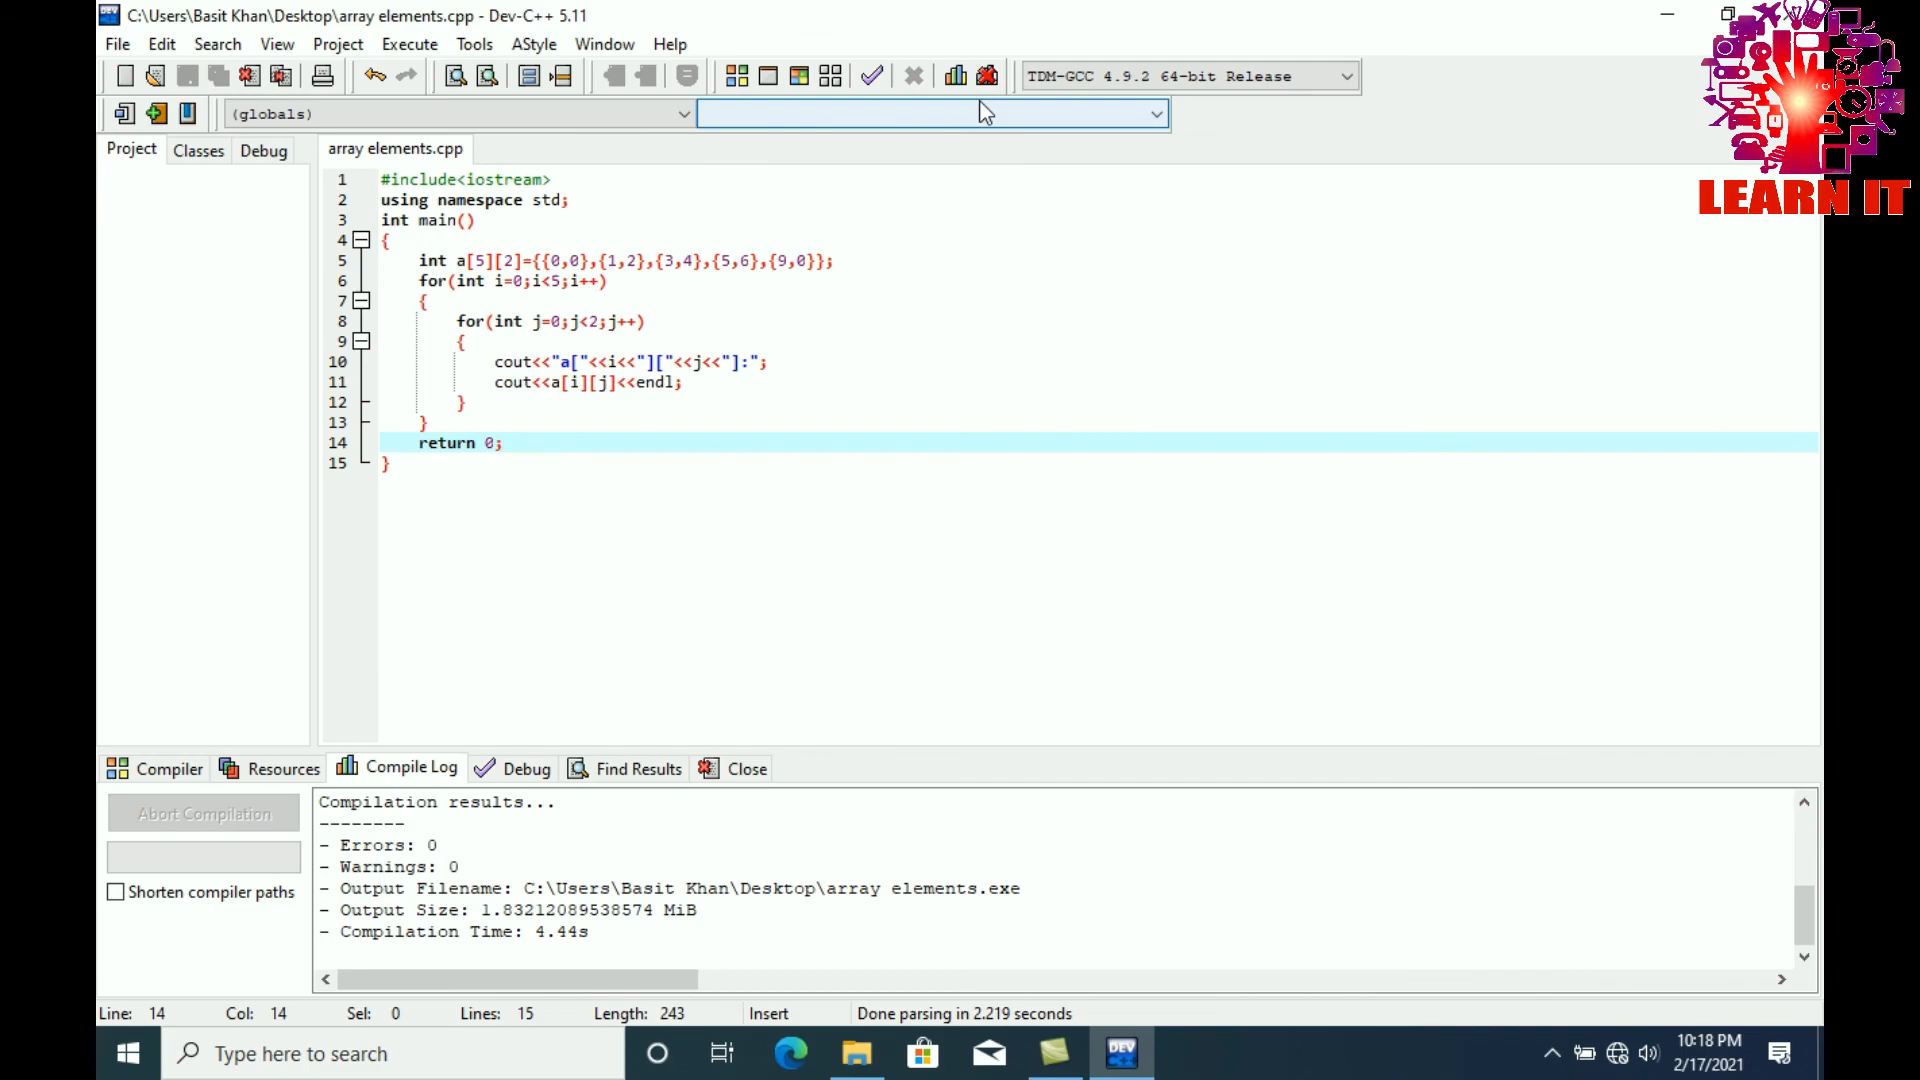 C:\Users\Basit Khan\Desktop\array elements.cpp - Dev-C++ 5.11
File Edit Search View Project Execute Tools AStyle Window Help
TDM-GCC 4.9.2 64-bit Release
(globals)
Project Classes Debug array elements.cpp
LEARN IT
1 #include<iostream>
2 using namespace std;
3 int main()
4 {
5 int a[5][2]={{0,0},{1,2},{3,4},{5,6},{9,0}};
6 for(int i=0;i<5;i++)
7 {
8 for(int j=0;j<2;j++)
9 {
10 cout<<"a["<<i<<"]["<<j<<"]:";
11 cout<<a[i][j]<<endl;
12 }
13 }
14 return 0;
15 }
Compiler Resources Compile Log Debug Find Results Close
Abort Compilation
Shorten compiler paths
Compilation results...
--------
- Errors: 0
- Warnings: 0
- Output Filename: C:\Users\Basit Khan\Desktop\array elements.exe
- Output Size: 1.83212089538574 MiB
- Compilation Time: 4.44s
Line: 14 Col: 14 Sel: 0 Lines: 15 Length: 243 Insert Done parsing in 2.219 seconds
Type here to search
DEV
10:18 PM
2/17/2021